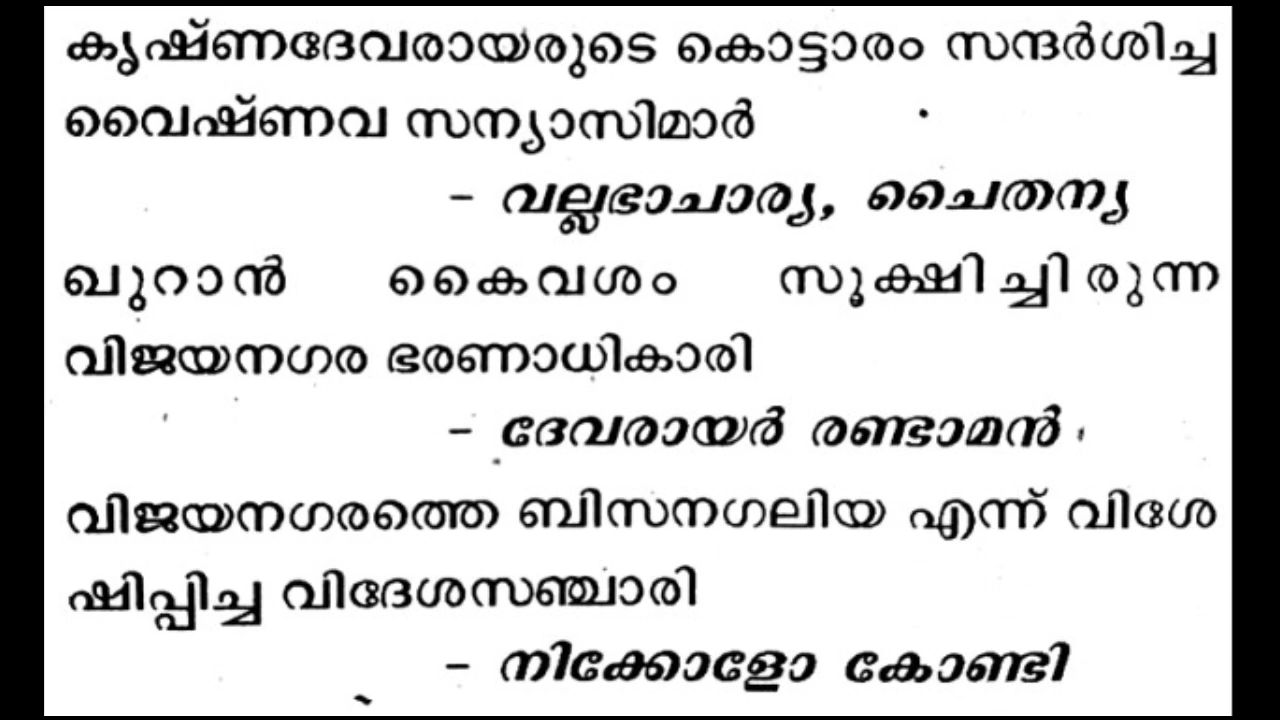 കൃഷ്ണദേവരായരുടെ കൊട്ടാരം സന്ദർശിച്ച
വൈഷ്ണവ സന്യാസിമാർ
– വല്ലഭാചാര്യ, ചൈതന്യ
ഖുറാൻ കൈവശം സൂക്ഷിച്ചിരുന്ന
വിജയനഗര ഭരണാധികാരി
– ദേവരായർ രണ്ടാമൻ
വിജയനഗരത്തെ ബിസനഗലിയ എന്ന് വിശേ
ഷിപ്പിച്ച വിദേശസഞ്ചാരി
– നിക്കോളോ കോണ്ടി